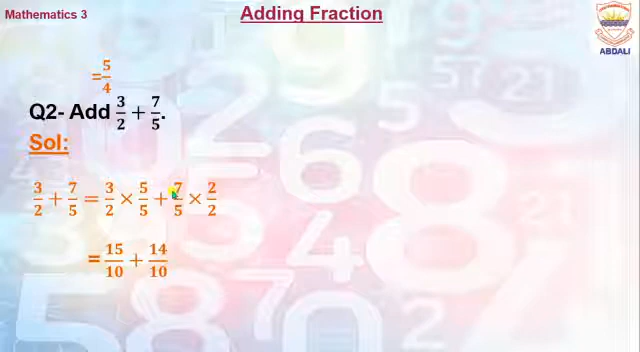 Mathematics 3
Adding Fraction
ABDALI
=5/4
Q2- Add 3/2 + 7/5.
Sol:
3/2 + 7/5 = 3/2 × 5/5 + 7/5 × 2/2
= 15/10 + 14/10